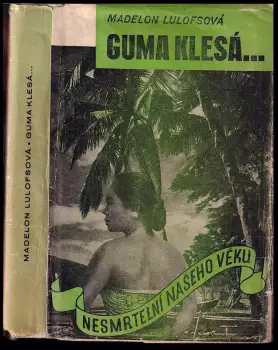 MADELON LULOFSOVÁ • GUMA KLESÁ...
MADELON LULOFSOVÁ
GUMA KLESÁ...
NESMRTELNÍ NAŠEHO VĚKU